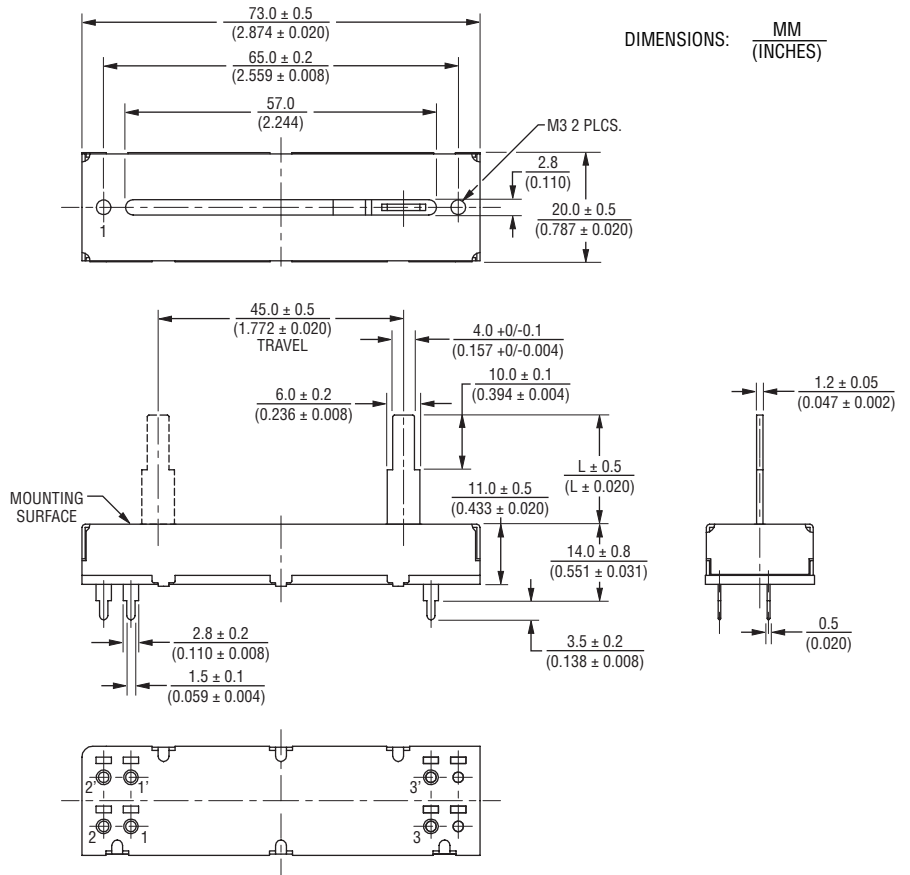 73.0 ± 0.5
(2.874 ± 0.020)
DIMENSIONS: MM
(INCHES)
65.0 ± 0.2
(2.559 ± 0.008)
57.0
(2.244)
M3 2 PLCS.
2.8
(0.110)
20.0 ± 0.5
(0.787 ± 0.020)
1
45.0 ± 0.5
(1.772 ± 0.020)
TRAVEL
4.0 +0/-0.1
(0.157 +0/-0.004)
10.0 ± 0.1
(0.394 ± 0.004)
6.0 ± 0.2
(0.236 ± 0.008)
1.2 ± 0.05
(0.047 ± 0.002)
L ± 0.5
(L ± 0.020)
11.0 ± 0.5
(0.433 ± 0.020)
MOUNTING
SURFACE
14.0 ± 0.8
(0.551 ± 0.031)
2.8 ± 0.2
(0.110 ± 0.008)
3.5 ± 0.2
(0.138 ± 0.008)
0.5
(0.020)
1.5 ± 0.1
(0.059 ± 0.004)
2' 1' 3'
2 1 3